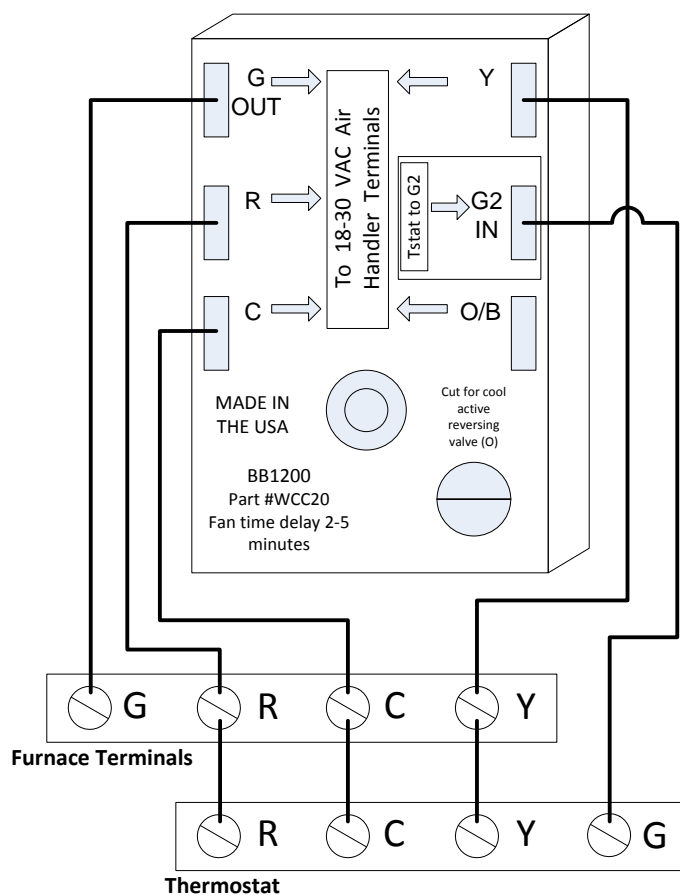 G
OUT
Y
R
To 18-30 VAC Air
Handler Terminals
Tstat to G2
G2
IN
C
O/B
MADE IN
THE USA
Cut for cool
active
reversing
valve (O)
BB1200
Part #WCC20
Fan time delay 2-5
minutes
G R C Y
Furnace Terminals
R C Y G
Thermostat